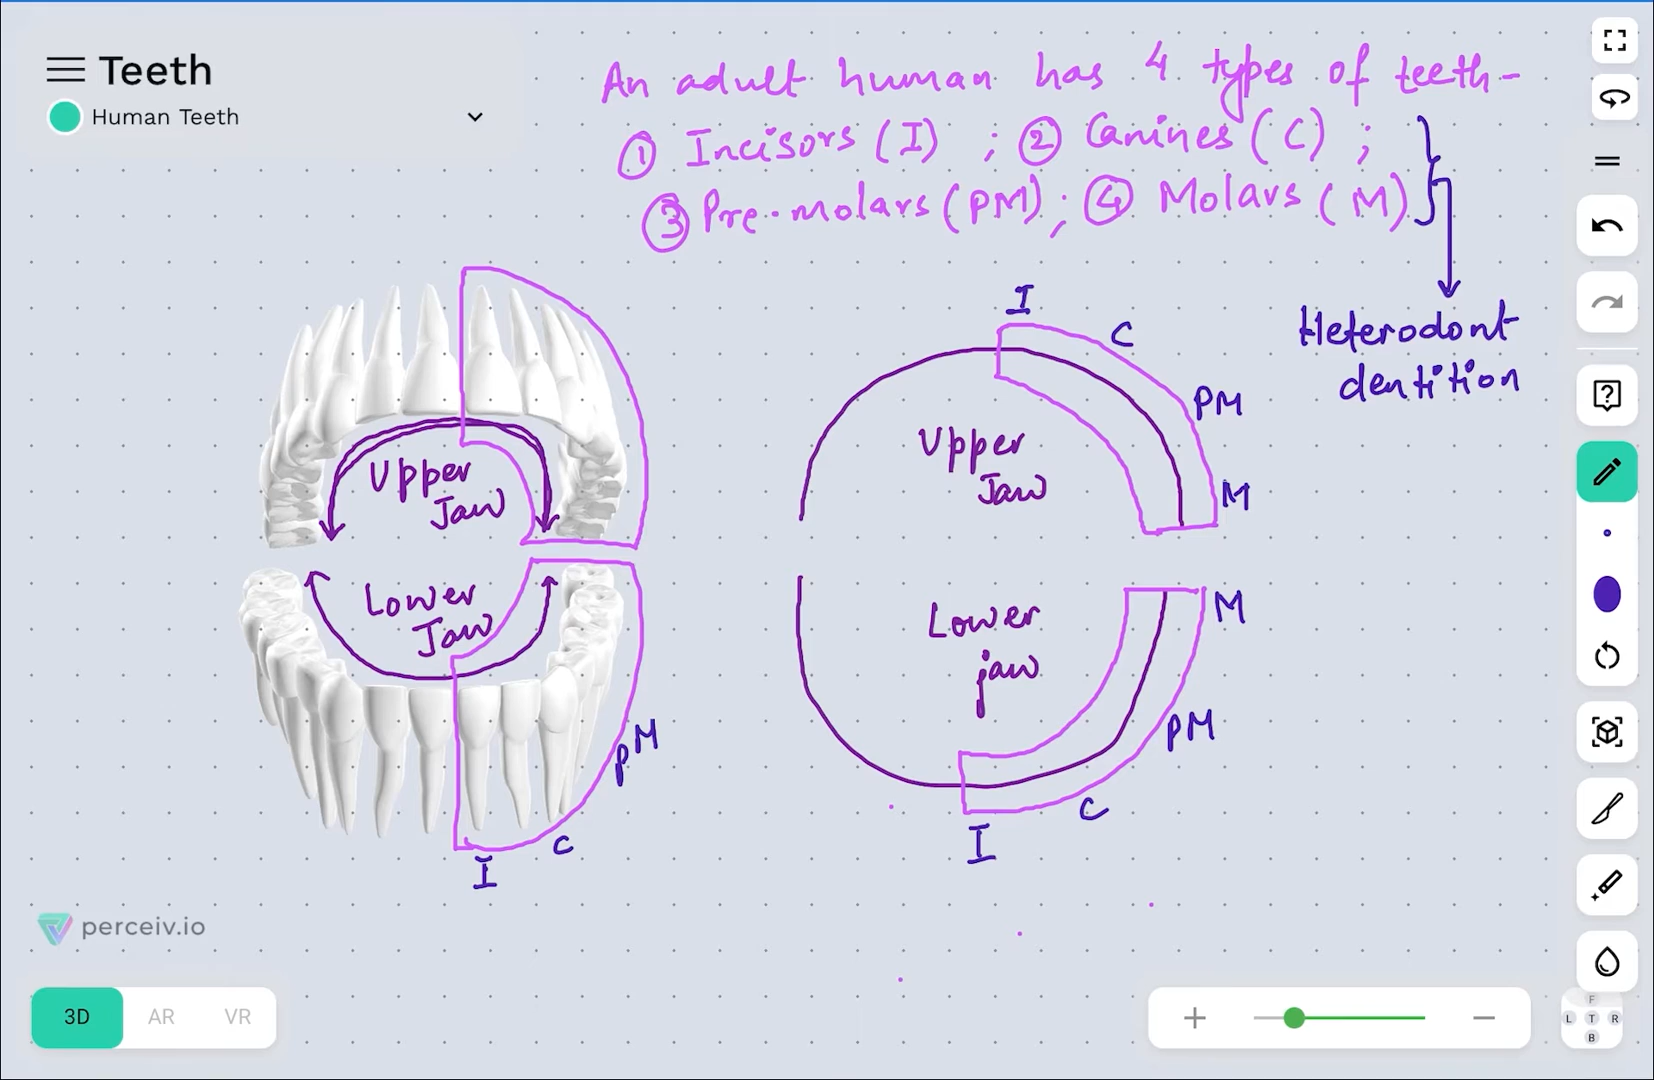 Teeth
Human Teeth
An adult human has 4 types of teeth-
① Incisors (I) ; ② Canines (C) ;
③ Pre-molars (PM) ; ④ Molars (M)
Heterodont
dentition
Upper
Jaw
Lower
Jaw
PM
C
I
I
C
PM
M
Upper
Jaw
Lower
jaw
M
PM
C
I
perceiv.io
3D AR VR
F
L T R
B